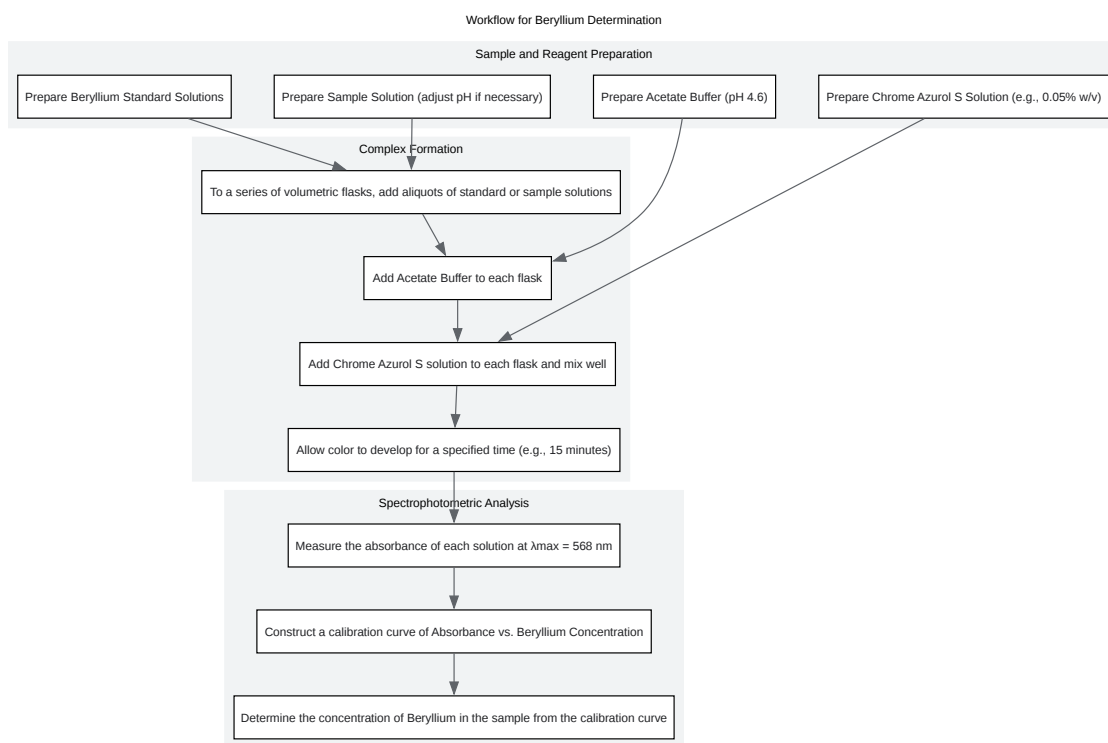 Workflow for Beryllium Determination
Sample and Reagent Preparation
Prepare Beryllium Standard Solutions
Prepare Sample Solution (adjust pH if necessary)
Prepare Acetate Buffer (pH 4.6)
Prepare Chrome Azurol S Solution (e.g., 0.05% w/v)
Complex Formation
To a series of volumetric flasks, add aliquots of standard or sample solutions
Add Acetate Buffer to each flask
Add Chrome Azurol S solution to each flask and mix well
Allow color to develop for a specified time (e.g., 15 minutes)
Spectrophotometric Analysis
Measure the absorbance of each solution at λmax = 568 nm
Construct a calibration curve of Absorbance vs. Beryllium Concentration
Determine the concentration of Beryllium in the sample from the calibration curve